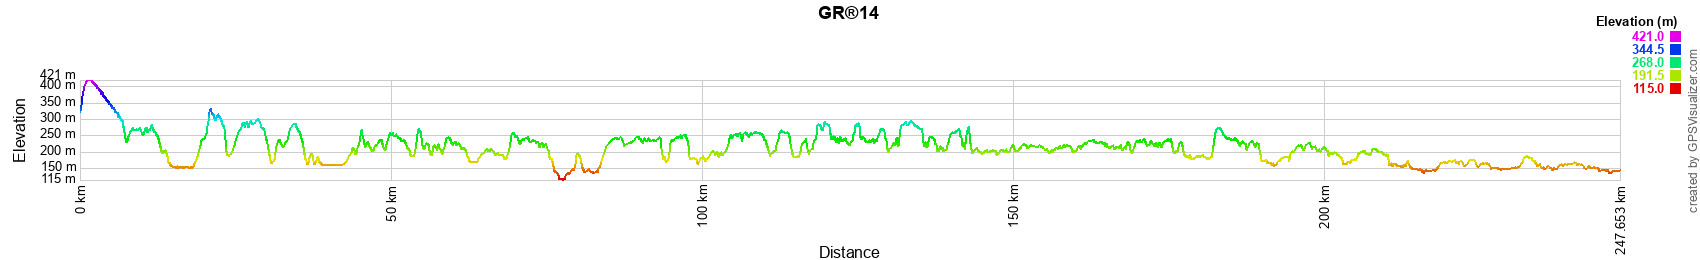 GR®14
Elevation (m)
421.0
344.5
268.0
191.5
115.0
421 m
400 m
350 m
300 m
250 m
200 m
150 m
115 m
Elevation
0 km
50 km
100 km
150 km
200 km
247.653 km
Distance
created by GPSVisualizer.com